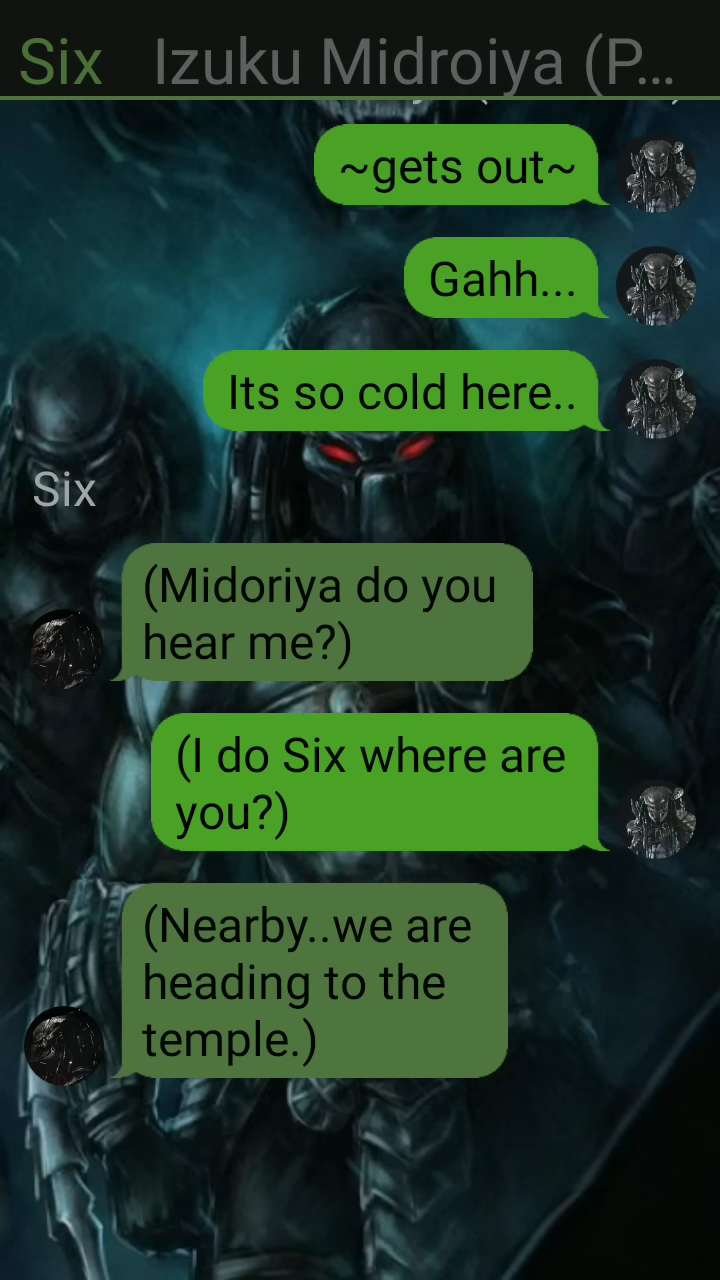 Six Izuku Midroiya (P...
~gets out~
Gahh...
Its so cold here..
Six
(Midoriya do you
hear me?)
(I do Six where are
you?)
(Nearby..we are
heading to the
temple.)